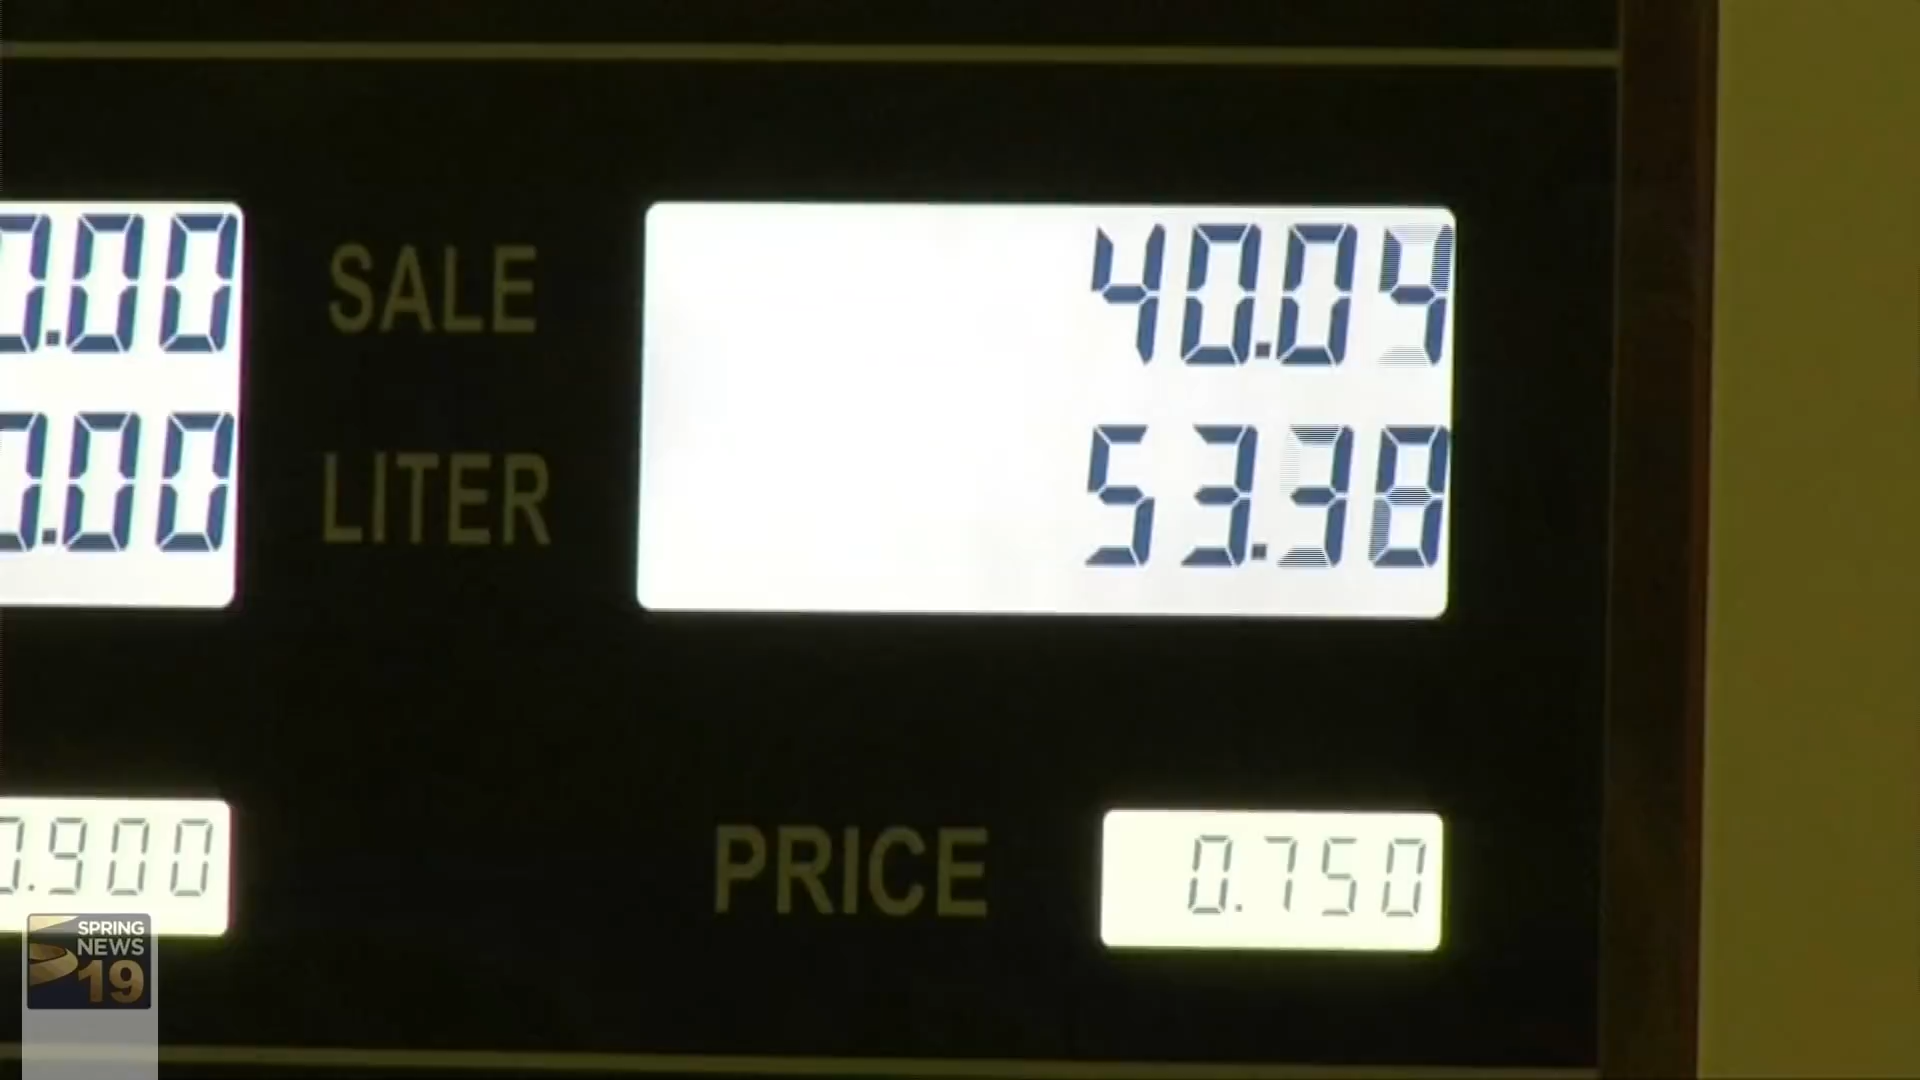 0.00
SALE
40.04
0.00
LITER
53.38
0.900
PRICE
0.750
SPRING
NEWS
19